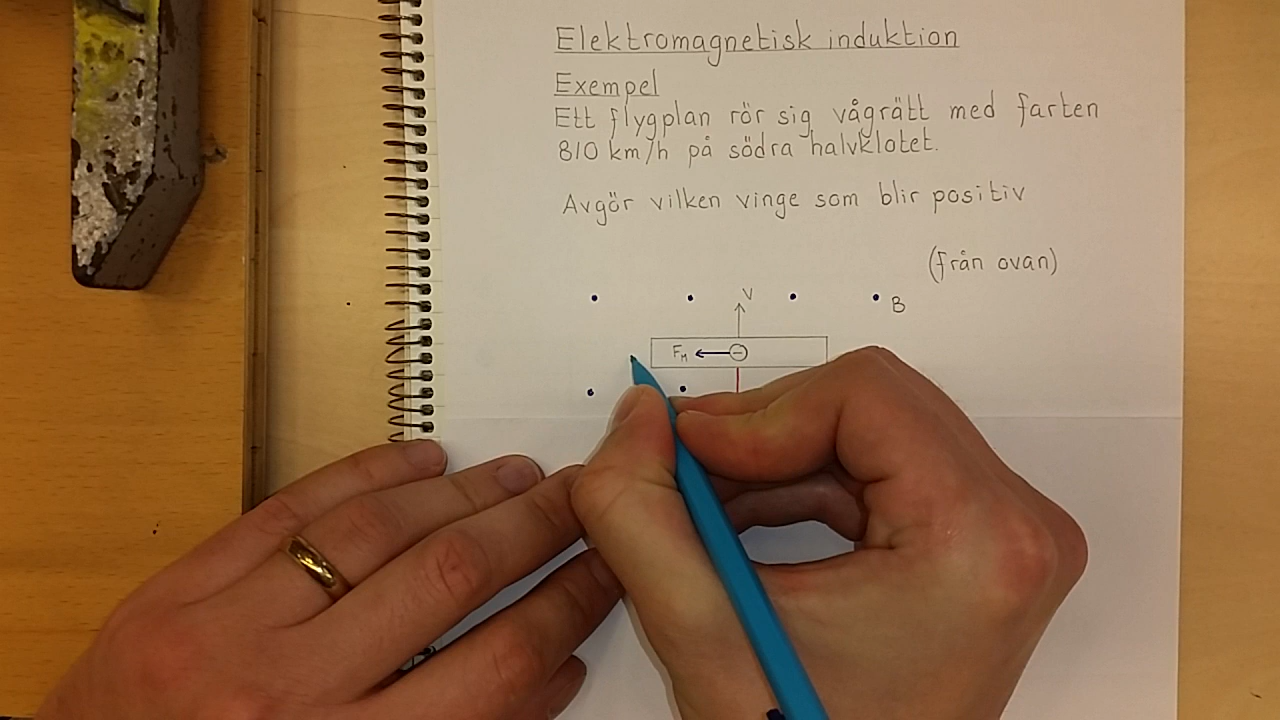 Elektromagnetisk induktion
Exempel
Ett flygplan rör sig vågrätt med farten
810 km/h på södra halvklotet.
Avgör vilken vinge som blir positiv
(från ovan)
V
B
FM −